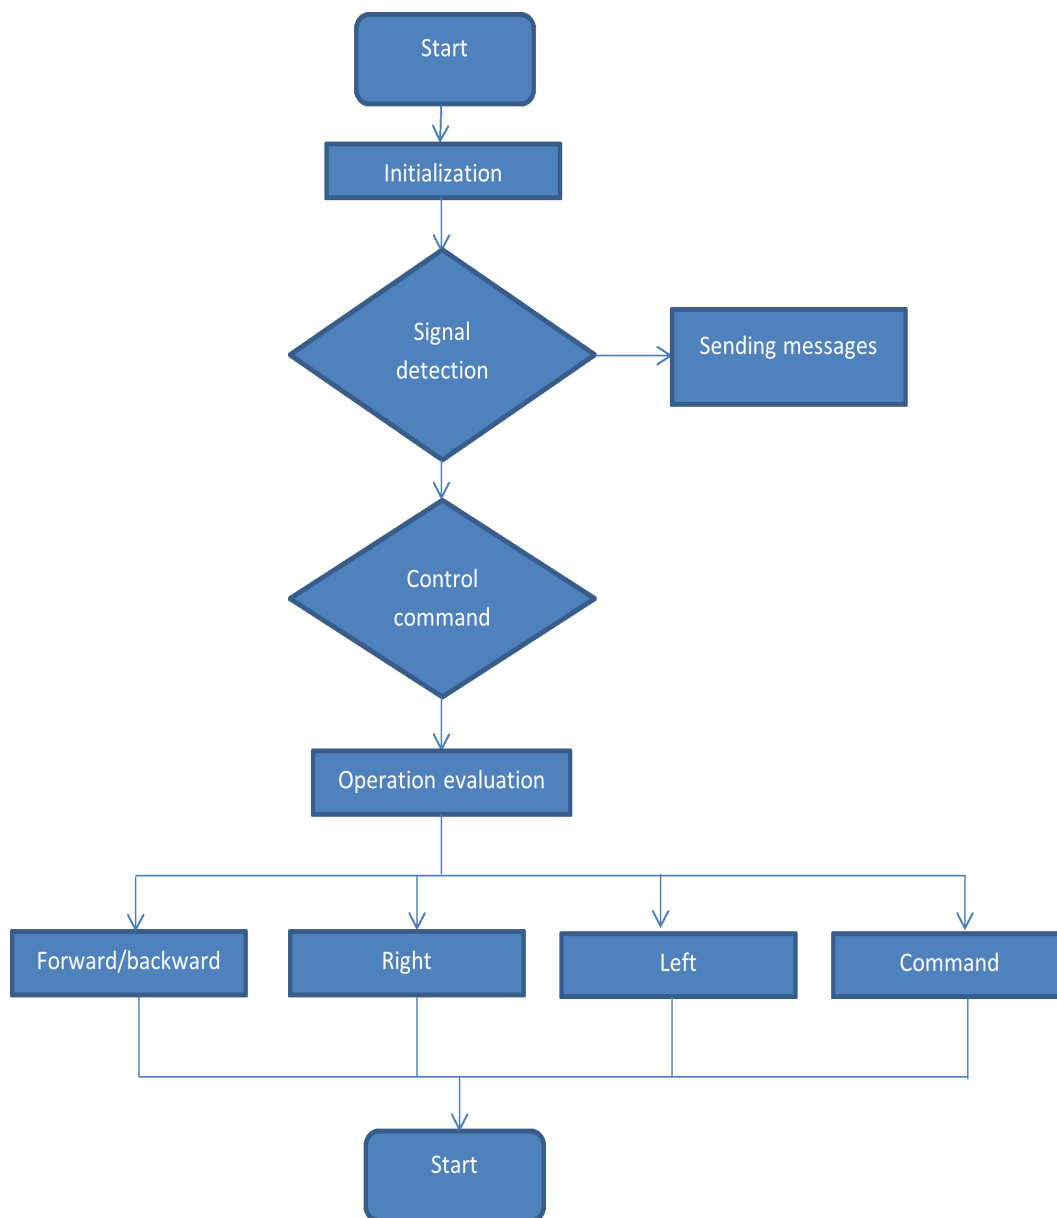 Start
Initialization
Signal
detection
Sending messages
Control
command
Operation evaluation
Forward/backward
Right
Left
Command
Start